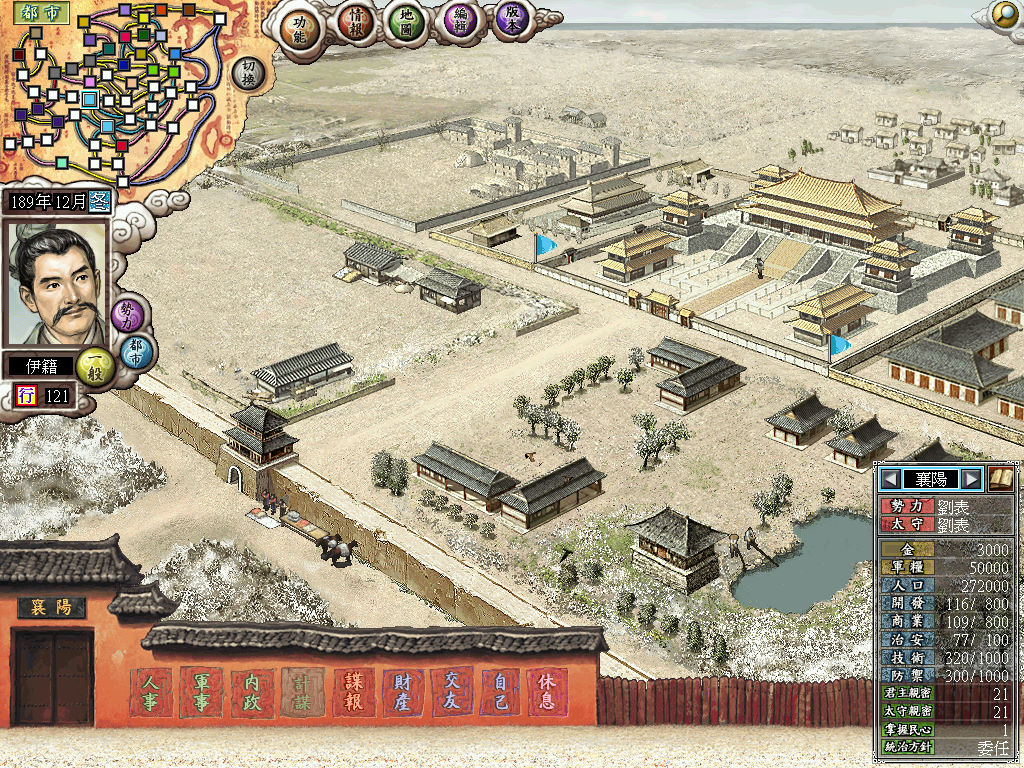 都市
功能
情報
地圖
編輯
版本
切換
189年12月 冬
勢力
都市
伊籍
一般
行 121
襄陽
勢力 劉表
太守 劉表
金 3000
軍糧 50000
人口 272000
開發 116/ 800
商業 109/ 800
治安 77/ 100
技術 320/1000
防禦 300/1000
君主親密 21
太守親密 21
掌握民心 1
統治方針 委任
襄陽
人事
軍事
內政
計謀
諜報
財產
交友
自己
休息